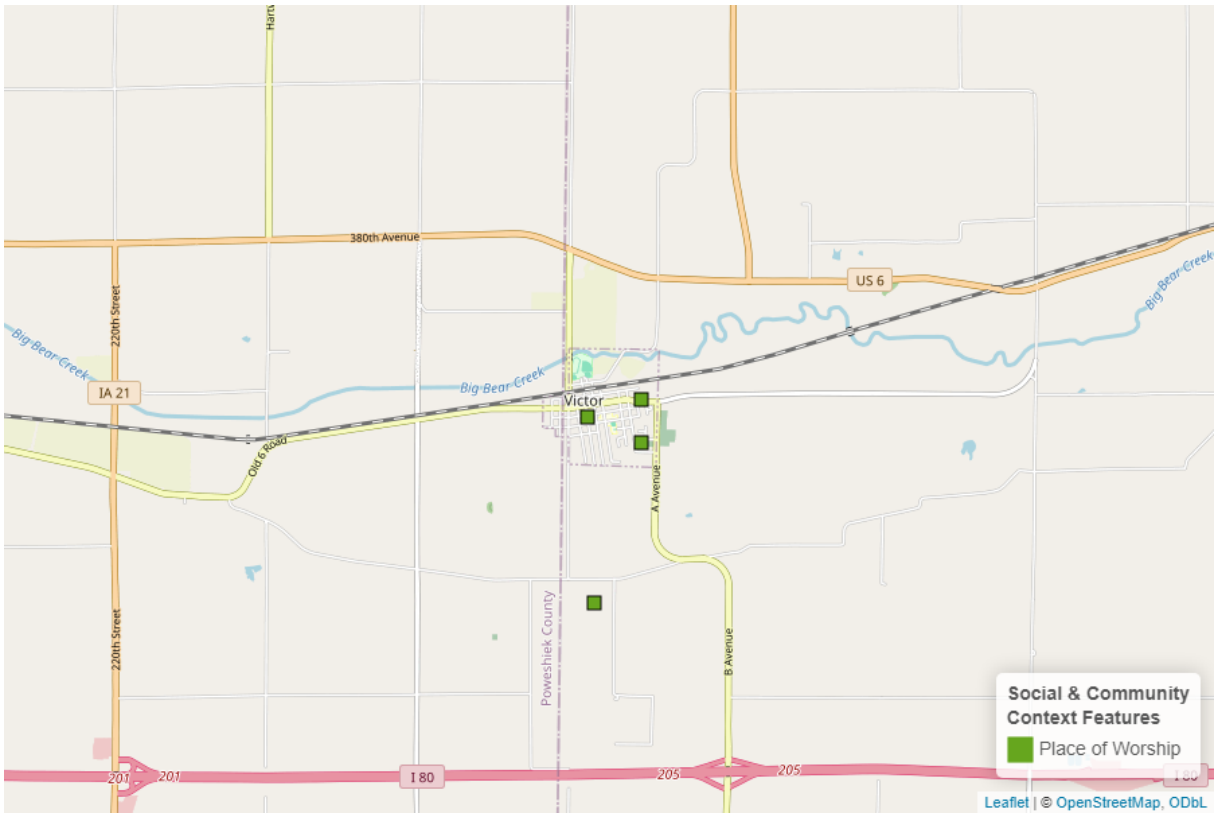 Hartw
380th Avenue
220th Street
US 6
Big Bear Creek
Big Bear Creek
Big Bear Creek
IA 21
Victor
Old 6 Road
A Avenue
220th Street
Poweshiek County
B Avenue
Social & Community
Context Features
Place of Worship
201
201
I 80
205
205
I 80
Leaflet | © OpenStreetMap, ODbL